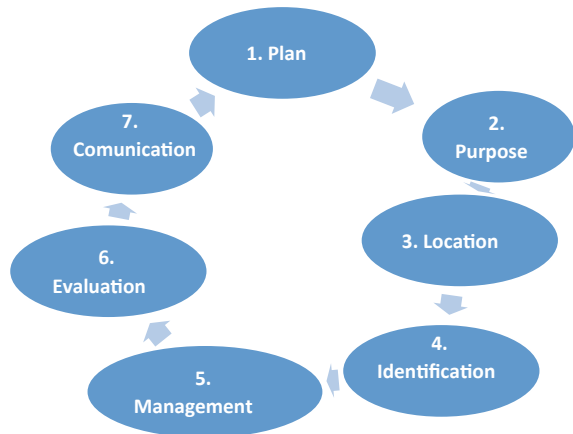 1. Plan
2.
Purpose
3. Location
4.
Identification
5.
Management
6.
Evaluation
7.
Comunication